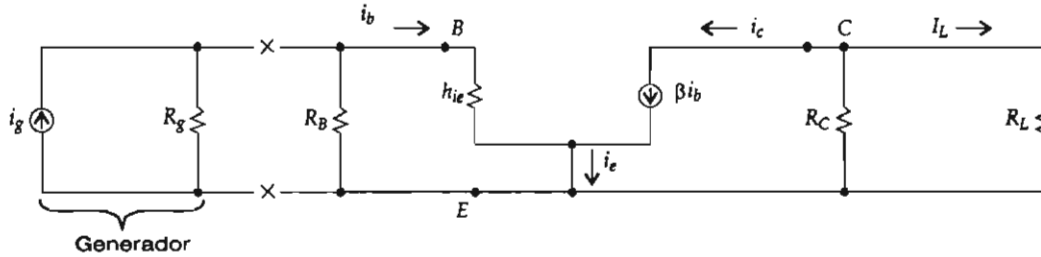 i_b B i_c C I_L
i_g R_g R_B h_ie βi_b R_C R_L
i_e
E
Generador